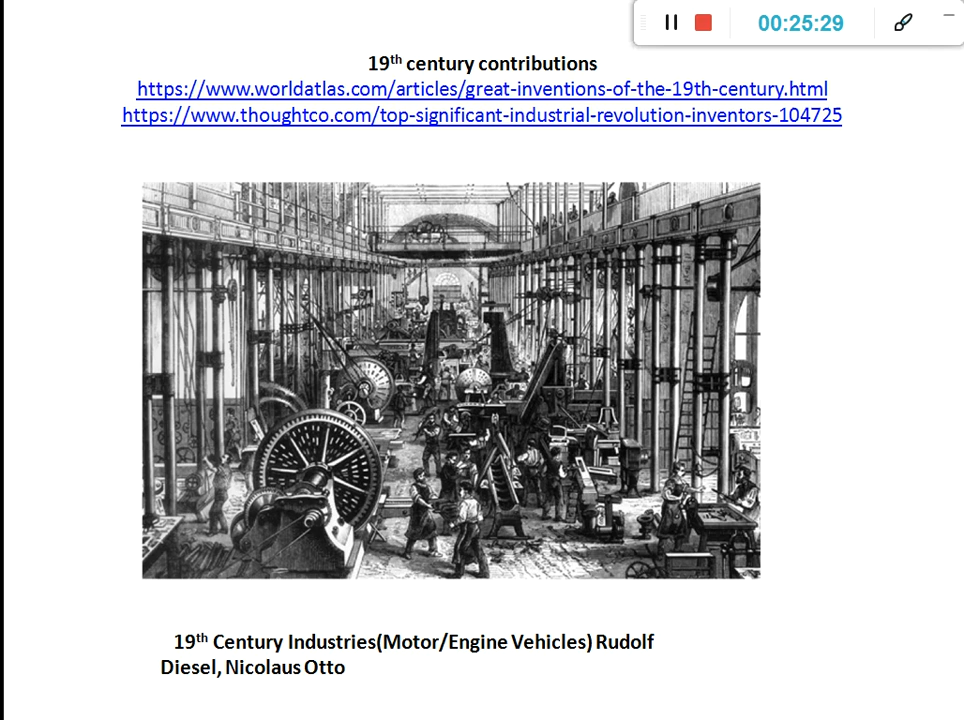 00:25:29
19th century contributions
https://www.worldatlas.com/articles/great-inventions-of-the-19th-century.html
https://www.thoughtco.com/top-significant-industrial-revolution-inventors-104725
19th Century Industries(Motor/Engine Vehicles) Rudolf
Diesel, Nicolaus Otto